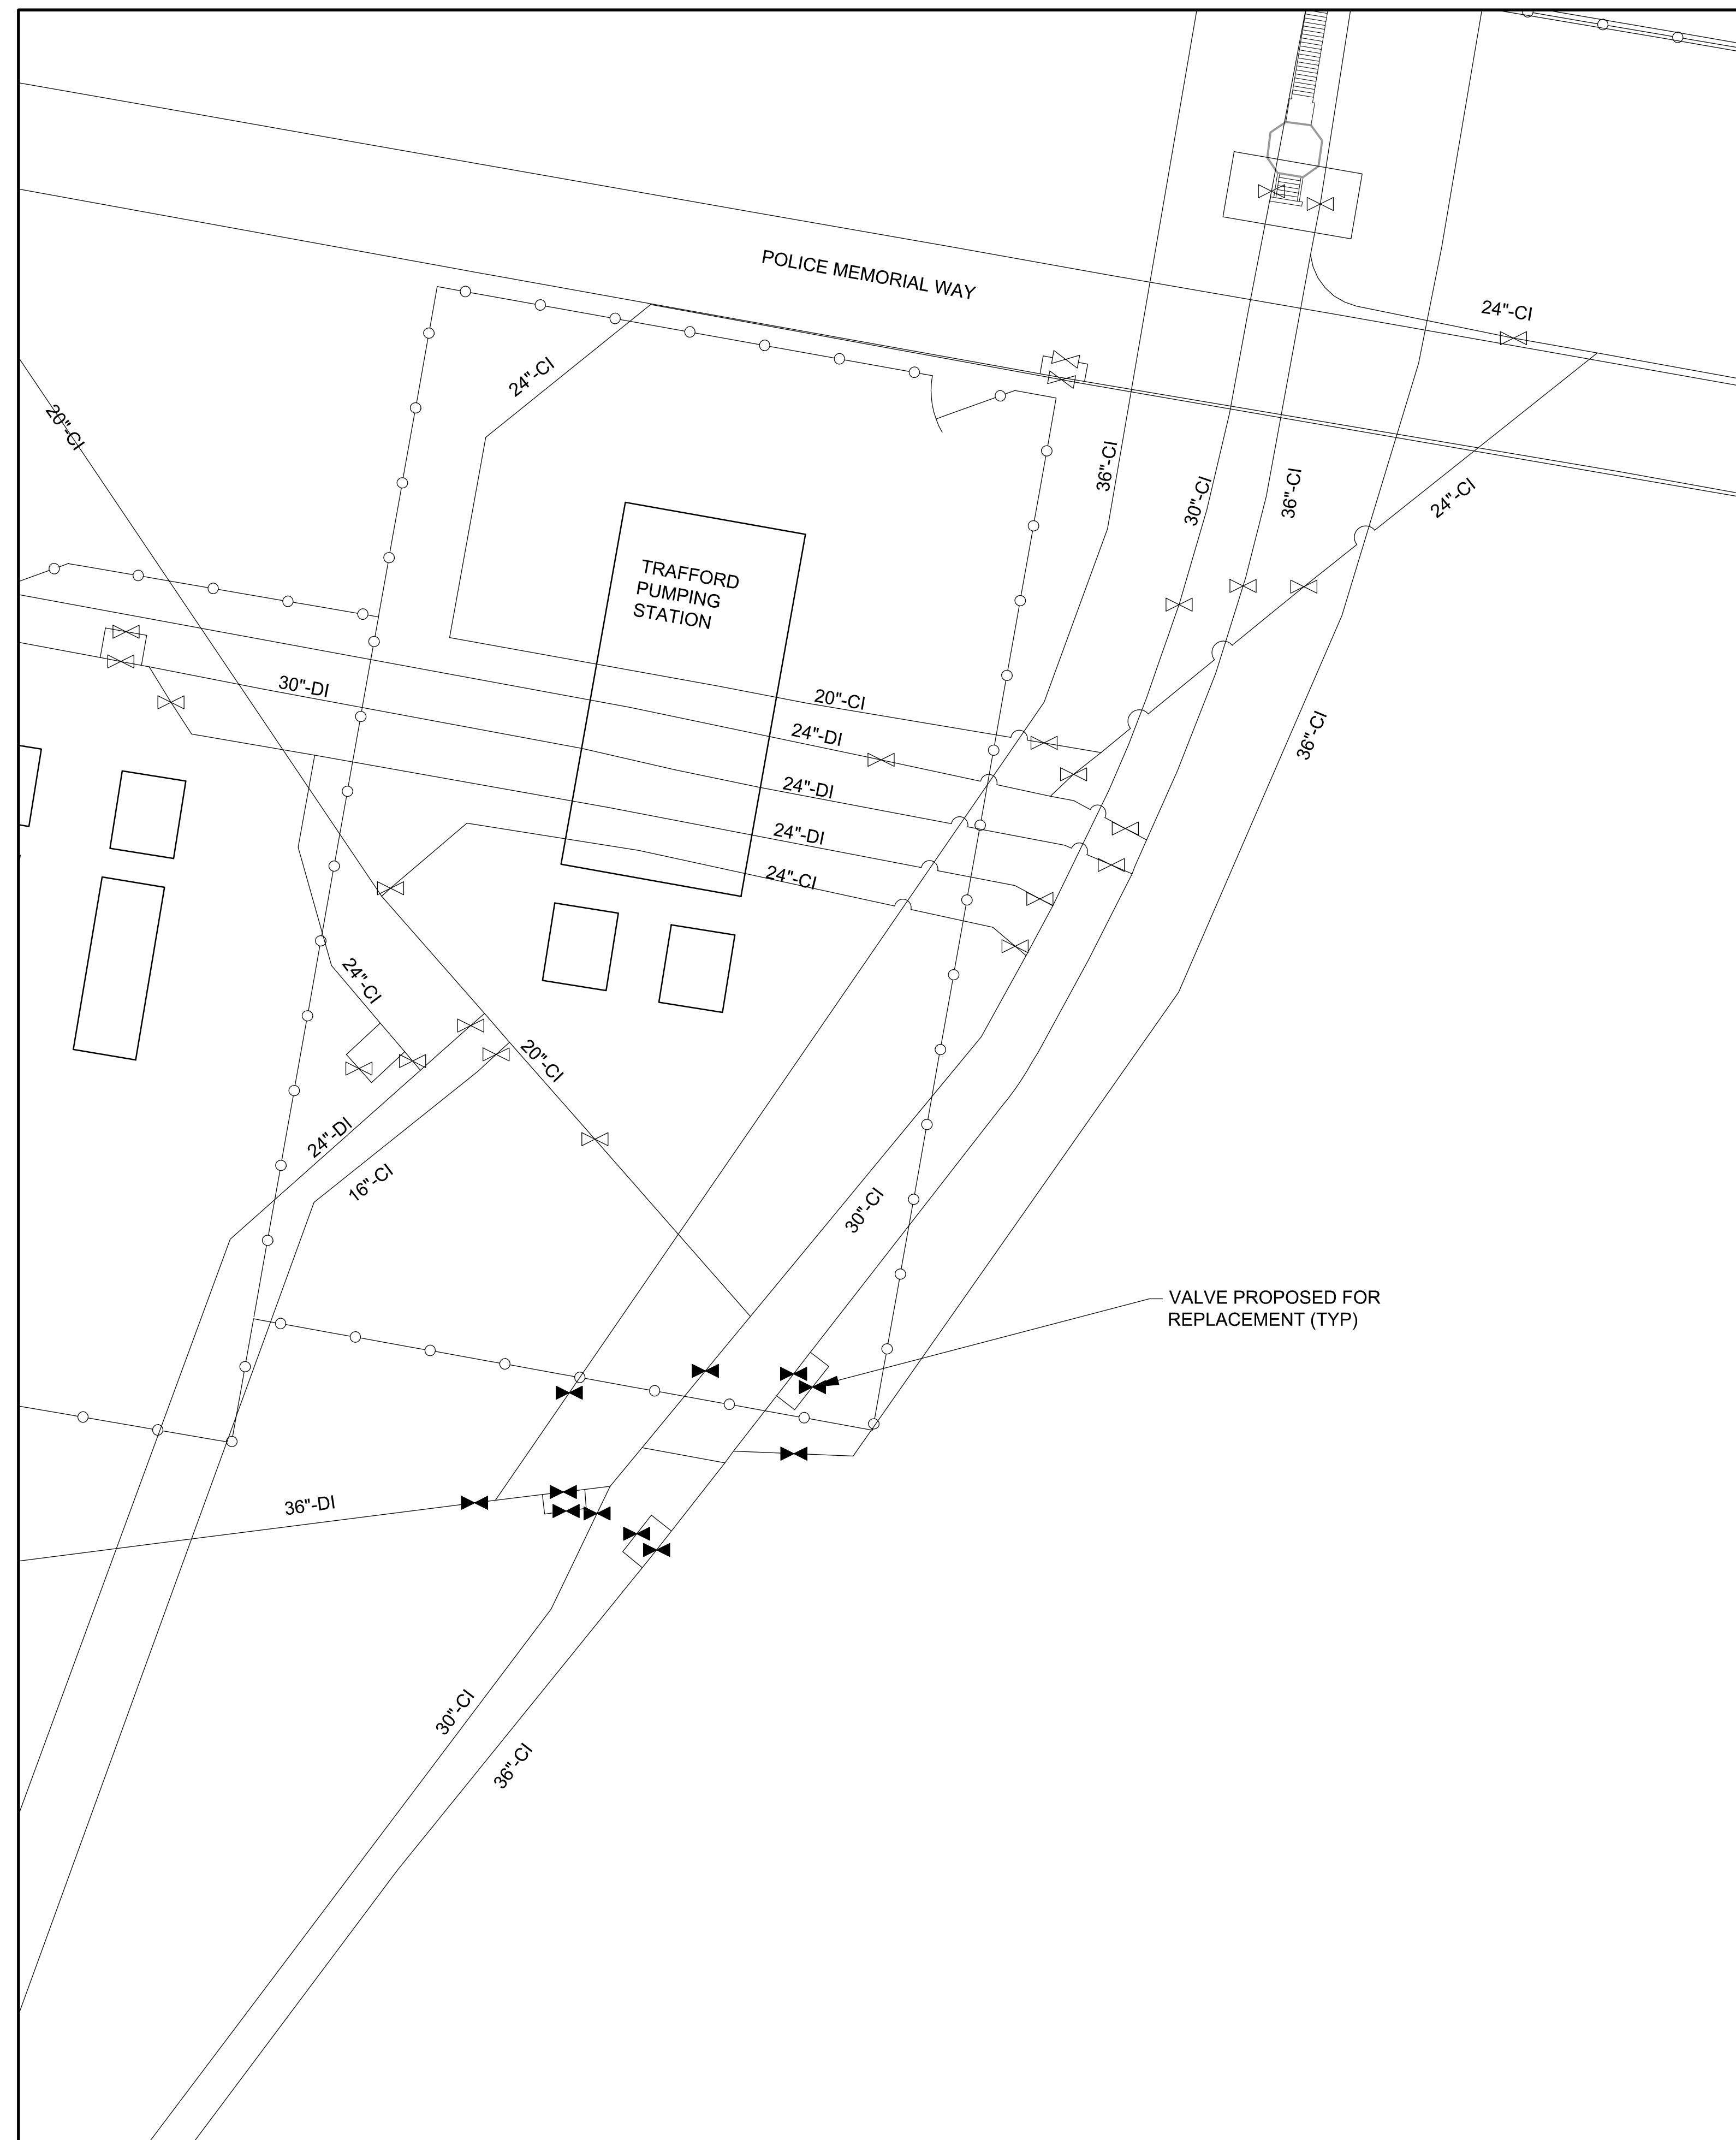 POLICE MEMORIAL WAY
24"-CI
24"-CI
20"-CI
36"-CI
30"-CI
36"-CI
24"-CI
TRAFFORD
PUMPING
STATION
30"-DI
20"-CI
24"-DI
36"-CI
24"-DI
24"-DI
24"-CI
24"-CI
20"-CI
24"-DI
16"-CI
30"-CI
VALVE PROPOSED FOR
REPLACEMENT (TYP)
36"-DI
30"-CI
36"-CI